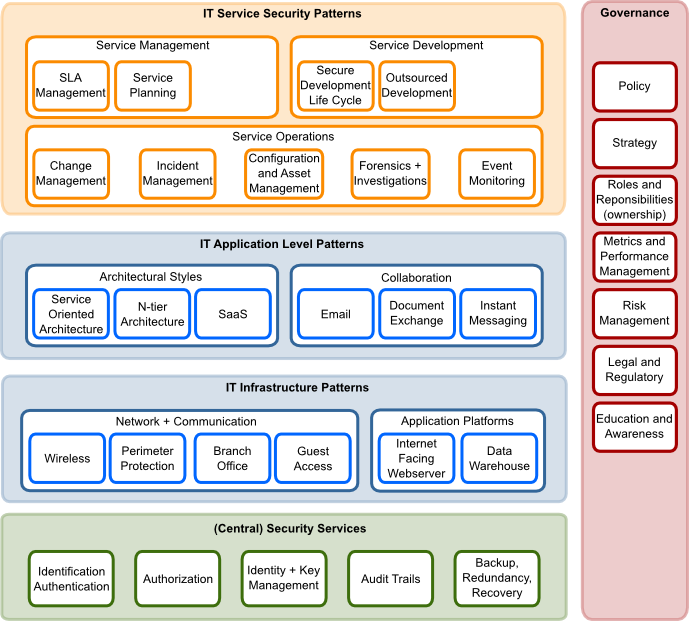 IT Service Security Patterns
Service Management
SLA
Management
Service
Planning
Service Development
Secure
Development
Life Cycle
Outsourced
Development
Service Operations
Change
Management
Incident
Management
Configuration
and Asset
Management
Forensics +
Investigations
Event
Monitoring
IT Application Level Patterns
Architectural Styles
Service
Oriented
Architecture
N-tier
Architecture
SaaS
Collaboration
Email
Document
Exchange
Instant
Messaging
IT Infrastructure Patterns
Network + Communication
Wireless
Perimeter
Protection
Branch
Office
Guest
Access
Application Platforms
Internet
Facing
Webserver
Data
Warehouse
(Central) Security Services
Identification
Authentication
Authorization
Identity + Key
Management
Audit Trails
Backup,
Redundancy,
Recovery
Governance
Policy
Strategy
Roles and
Reponsibilities
(ownership)
Metrics and
Performance
Management
Risk
Management
Legal and
Regulatory
Education and
Awareness